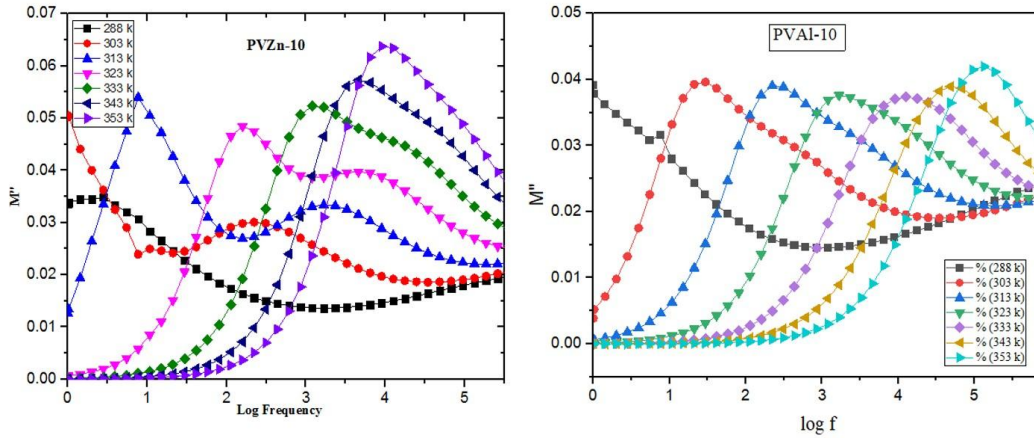 0.07
0.06
0.05
0.04
0.03
0.02
0.01
0.00
M"
288 k
303 k
313 k
323 k
333 k
343 k
353 k
PVZn-10
0 1 2 3 4 5
Log Frequency
0.05
0.04
0.03
0.02
0.01
0.00
M"
PVAl-10
% (288 k)
% (303 k)
% (313 k)
% (323 k)
% (333 k)
% (343 k)
% (353 k)
0 1 2 3 4 5
log f